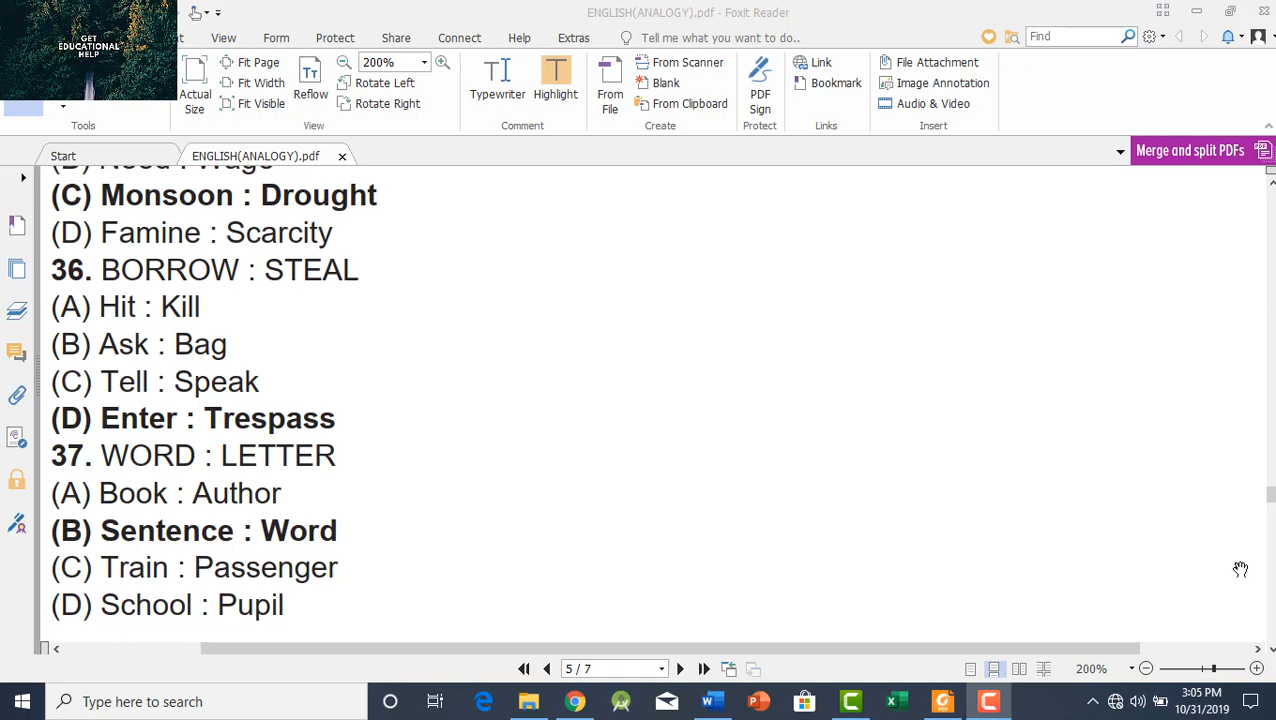 ENGLISH(ANALOGY).pdf - Foxit Reader
GET
EDUCATIONAL
HELP
View Form Protect Share Connect Help Extras Tell me what you want to do.. Find
Actual
Size
Fit Page
Fit Width
Fit Visible
Reflow
200%
Rotate Left
Rotate Right
Typewriter
Highlight
From
File
From Scanner
Blank
From Clipboard
PDF
Sign
Link
Bookmark
File Attachment
Image Annotation
Audio & Video
Tools View Comment Create Protect Links Insert
Start ENGLISH(ANALOGY).pdf Merge and split PDFs
(B) Need : Wage
(C) Monsoon : Drought
(D) Famine : Scarcity
36. BORROW : STEAL
(A) Hit : Kill
(B) Ask : Bag
(C) Tell : Speak
(D) Enter : Trespass
37. WORD : LETTER
(A) Book : Author
(B) Sentence : Word
(C) Train : Passenger
(D) School : Pupil
5 / 7 200%
Type here to search
3:05 PM
10/31/2019